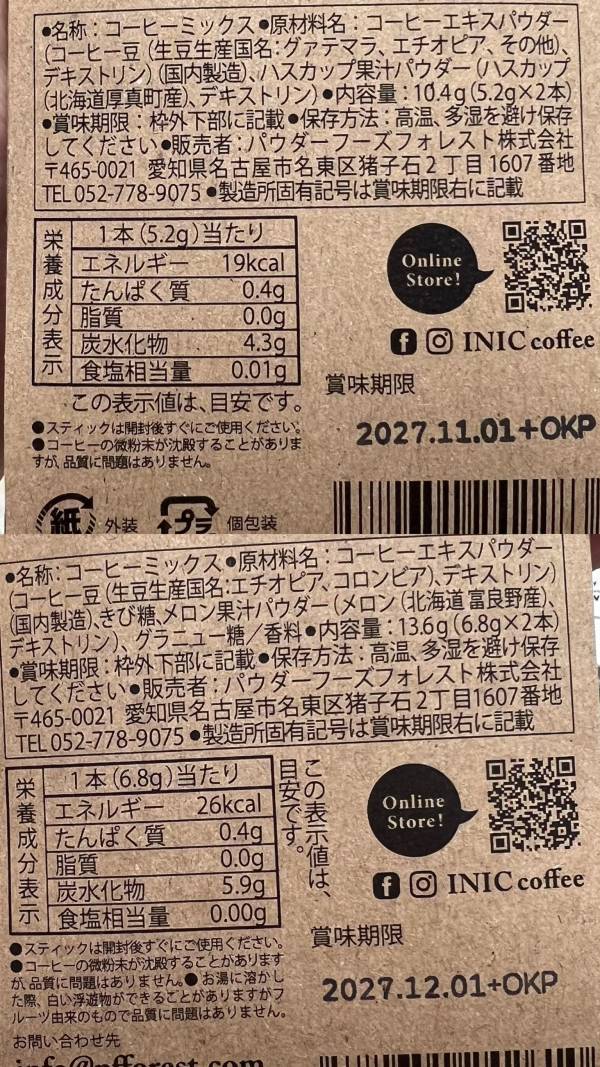 ●名称：コーヒーミックス●原材料名：コーヒーエキスパウダー
(コーヒー豆(生豆生産国名：グァテマラ、エチオピア、その他)、
デキストリン)(国内製造)、ハスカップ果汁パウダー(ハスカップ
(北海道厚真町産)、デキストリン)●内容量：10.4g(5.2g×2本)
●賞味期限：枠外下部に記載●保存方法：高温、多湿を避け保存
してください●販売者：パウダーフーズフォレスト株式会社
〒465-0021 愛知県名古屋市名東区猪子石2丁目1607番地
TEL 052-778-9075●製造所固有記号は賞味期限右に記載
栄養成分表示
1本(5.2g)当たり
エネルギー 19kcal
たんぱく質 0.4g
脂質 0.0g
炭水化物 4.3g
食塩相当量 0.01g
この表示値は、目安です。
●スティックは開封後すぐにご使用ください。
●コーヒーの微粉末が沈殿することがありま
すが、品質に問題はありません。
Online
Store!
INIC coffee
賞味期限
2027.11.01+OKP
紙 外装 プラ 個包装
●名称：コーヒーミックス●原材料名：コーヒーエキスパウダー
(コーヒー豆(生豆生産国名：エチオピア、コロンビア)、デキストリン)
(国内製造)、きび糖、メロン果汁パウダー(メロン(北海道富良野産)、
デキストリン)、グラニュー糖／香料●内容量：13.6g(6.8g×2本)
●賞味期限：枠外下部に記載●保存方法：高温、多湿を避け保存
してください●販売者：パウダーフーズフォレスト株式会社
〒465-0021 愛知県名古屋市名東区猪子石2丁目1607番地
TEL 052-778-9075●製造所固有記号は賞味期限右に記載
栄養成分表示
1本(6.8g)当たり
エネルギー 26kcal
たんぱく質 0.4g
脂質 0.0g
炭水化物 5.9g
食塩相当量 0.00g
この表示値は、
目安です。
●スティックは開封後すぐにご使用ください。
●コーヒーの微粉末が沈殿することがあります
が、品質に問題はありません。●お湯に溶かし
た際、白い浮遊物ができることがありますがフ
ルーツ由来のもので品質に問題はありません。
お問い合わせ先
info@pfforest.com
Online
Store!
INIC coffee
賞味期限
2027.12.01+OKP